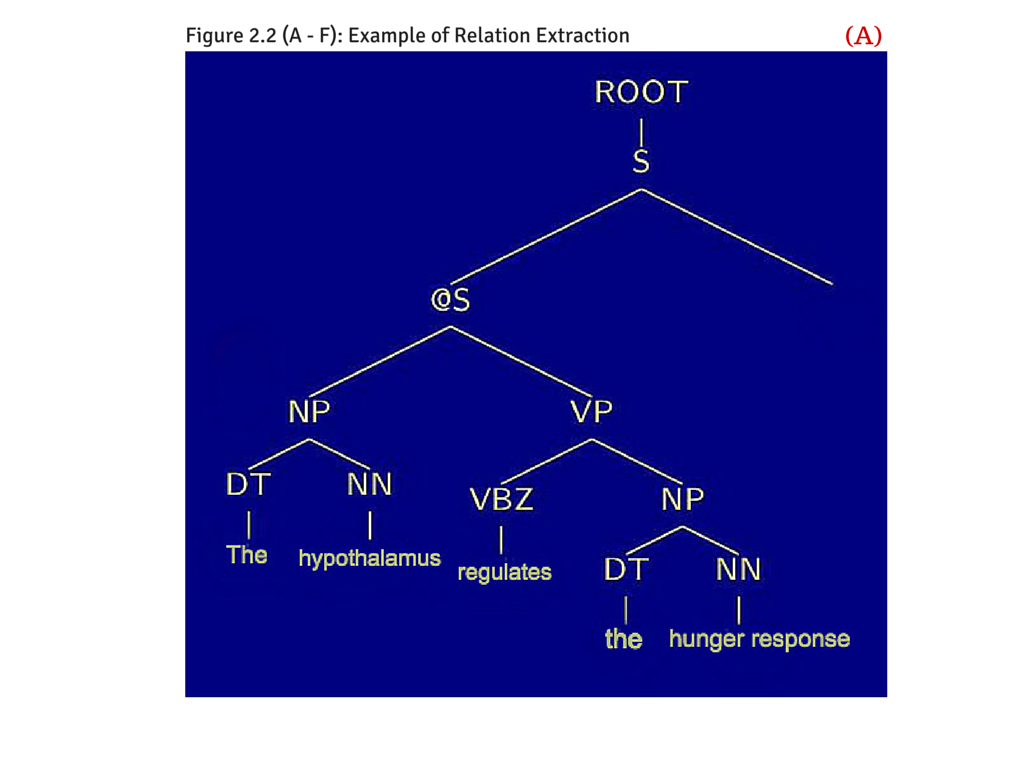 Figure 2.2 (A - F): Example of Relation Extraction (A)
ROOT
S
@S
NP VP
DT NN VBZ NP
The hypothalamus regulates DT NN
the hunger response